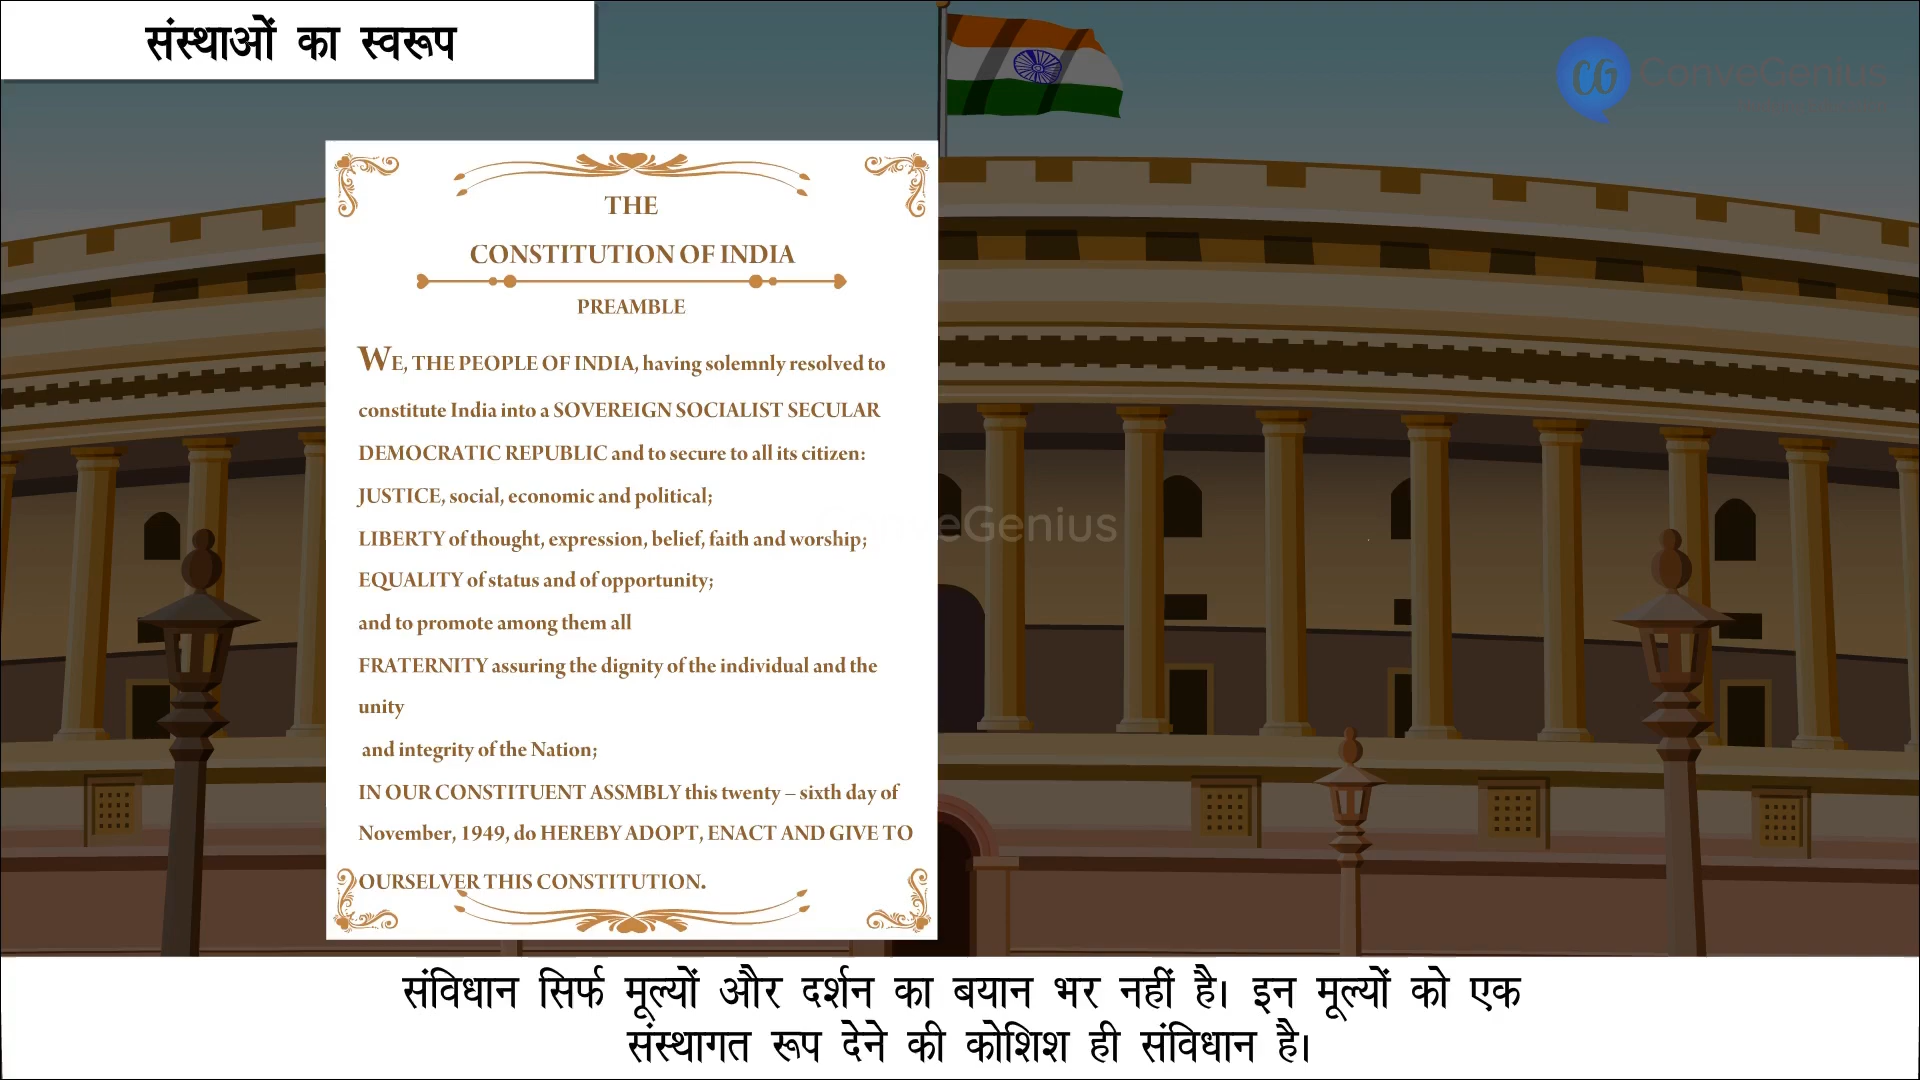 संस्थाओं का स्वरूप
CG ConveGenius
THE
CONSTITUTION OF INDIA
PREAMBLE
WE, THE PEOPLE OF INDIA, having solemnly resolved to
constitute India into a SOVEREIGN SOCIALIST SECULAR
DEMOCRATIC REPUBLIC and to secure to all its citizen:
JUSTICE, social, economic and political;
LIBERTY of thought, expression, belief, faith and worship;
EQUALITY of status and of opportunity;
and to promote among them all
FRATERNITY assuring the dignity of the individual and the
unity
and integrity of the Nation;
IN OUR CONSTITUENT ASSMBLY this twenty – sixth day of
November, 1949, do HEREBY ADOPT, ENACT AND GIVE TO
OURSELVER THIS CONSTITUTION.
ConveGenius
संविधान सिर्फ मूल्यों और दर्शन का बयान भर नहीं है। इन मूल्यों को एक
संस्थागत रूप देने की कोशिश ही संविधान है।